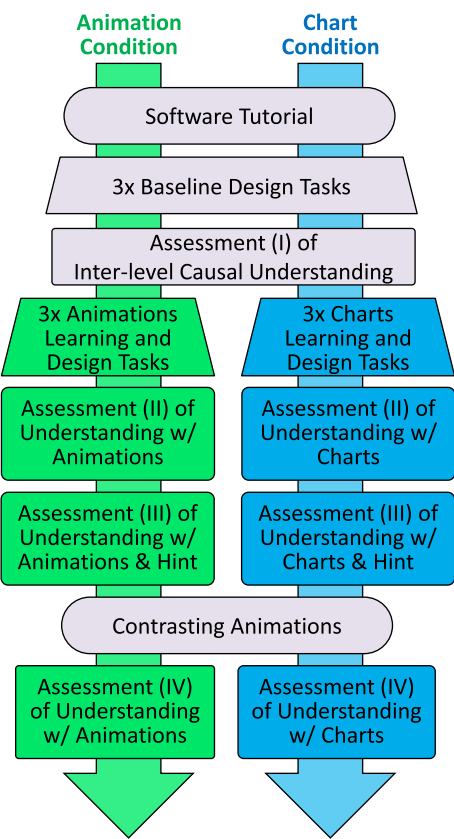 Animation
Condition
Chart
Condition
Software Tutorial
3x Baseline Design Tasks
Assessment (I) of
Inter-level Causal Understanding
3x Animations
Learning and
Design Tasks
3x Charts
Learning and
Design Tasks
Assessment (II) of
Understanding w/
Animations
Assessment (II) of
Understanding w/
Charts
Assessment (III) of
Understanding w/
Animations & Hint
Assessment (III) of
Understanding w/
Charts & Hint
Contrasting Animations
Assessment (IV)
of Understanding
w/ Animations
Assessment (IV)
of Understanding
w/ Charts